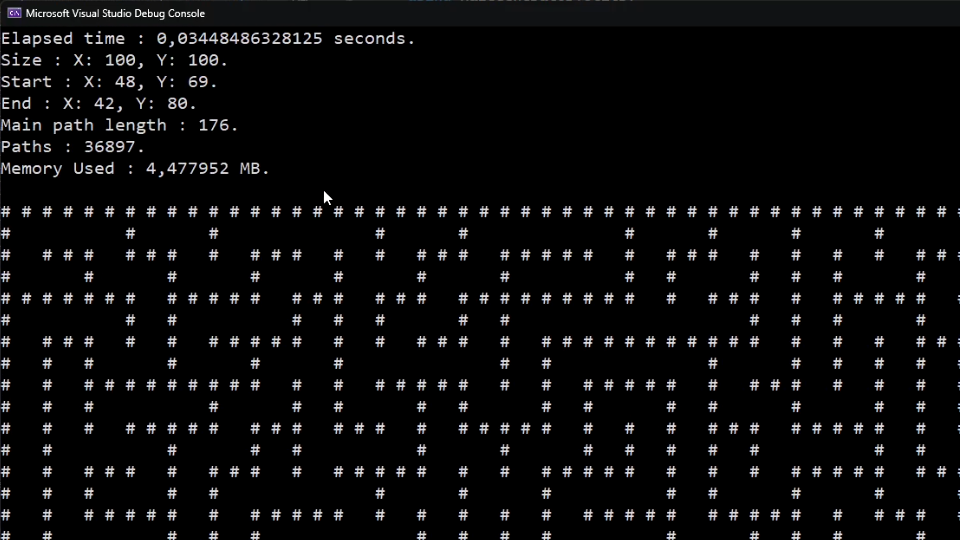 Microsoft Visual Studio Debug Console
Elapsed time : 0,03448486328125 seconds.
Size : X: 100, Y: 100.
Start : X: 48, Y: 69.
End : X: 42, Y: 80.
Main path length : 176.
Paths : 36897.
Memory Used : 4,477952 MB.